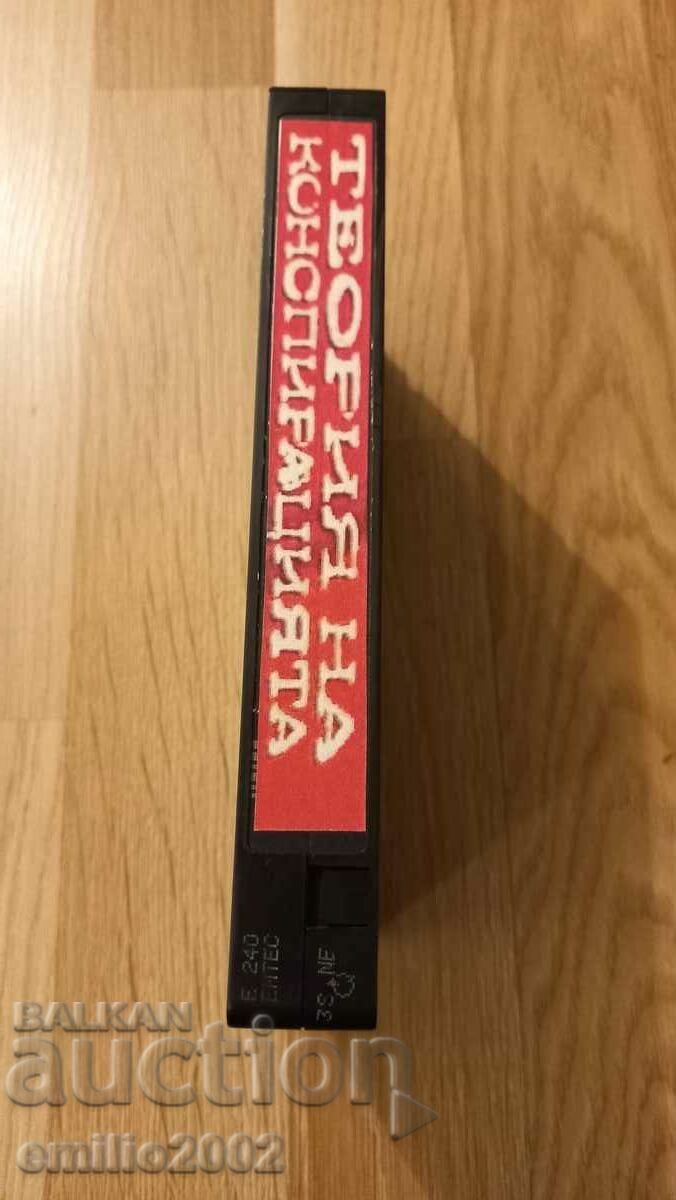 ТЕОРИЯ НА
КОНСПИРАЦИЯТА
E 240
EMTEC
BALKAN
auction
emilio2002